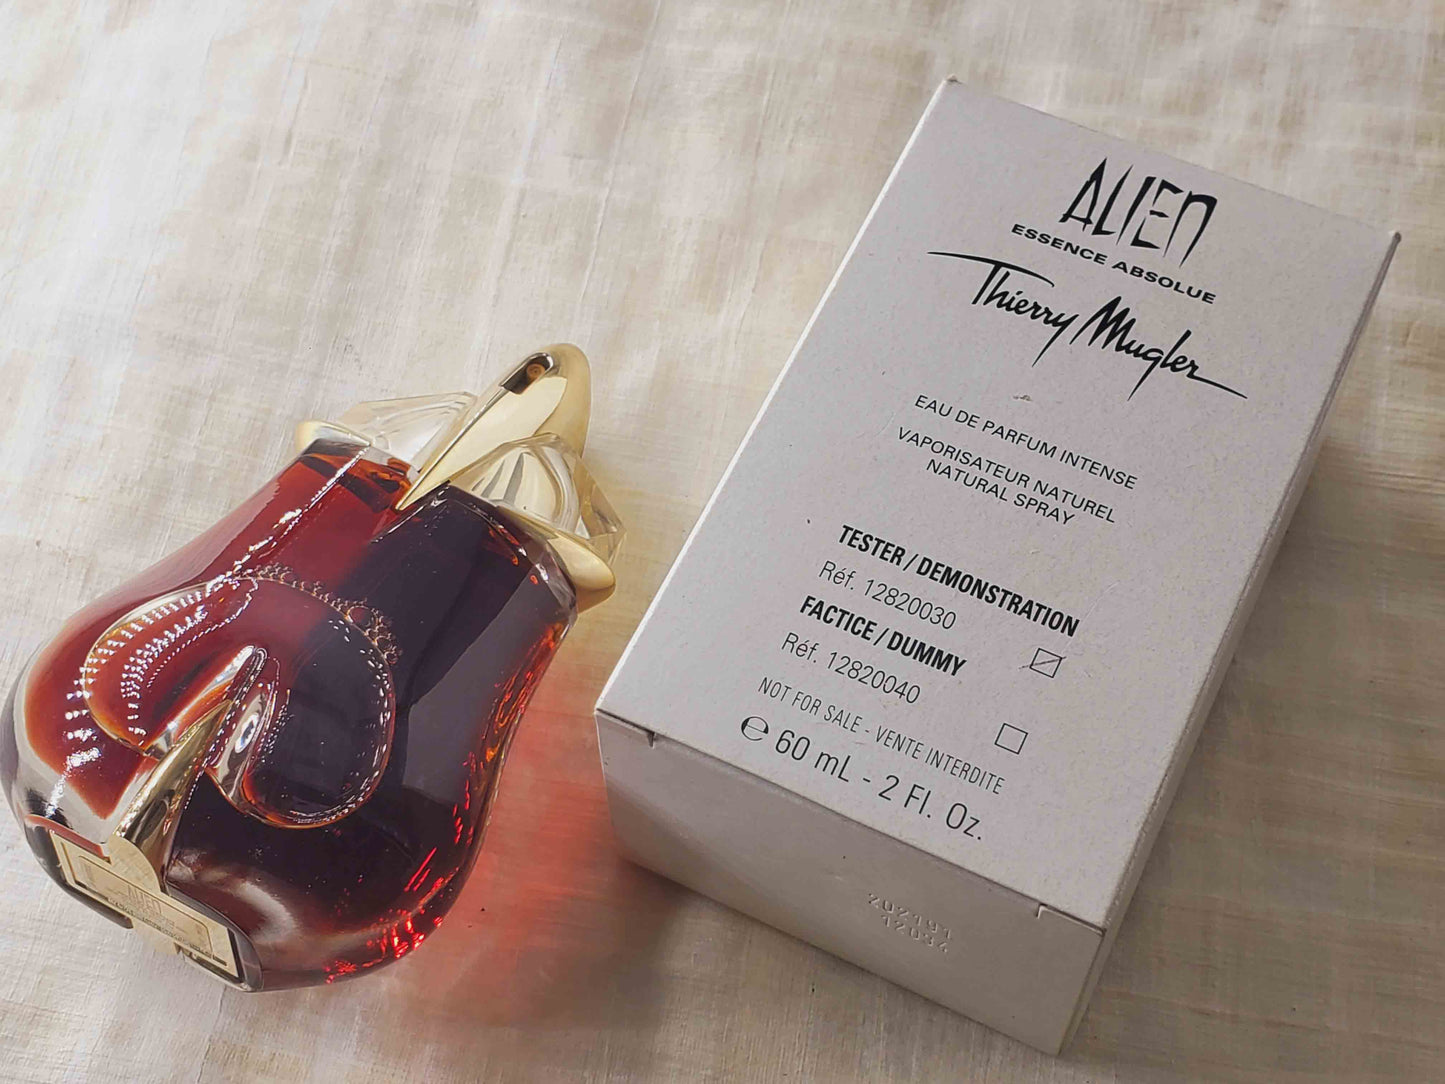 ALIEN
ESSENCE ABSOLUE
Thierry Mugler
EAU DE PARFUM INTENSE
VAPORISATEUR NATUREL
NATURAL SPRAY
TESTER / DEMONSTRATION
Réf. 12820030
FACTICE / DUMMY
Réf. 12820040
NOT FOR SALE - VENTE INTERDITE
℮ 60 mL - 2 Fl. Oz.
ALIEN